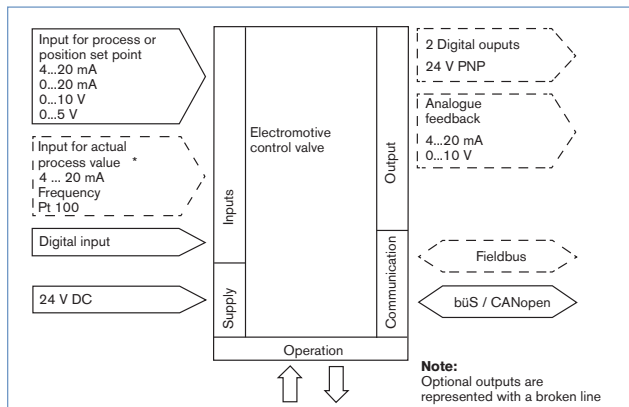 Input for process or
position set point
4...20 mA
0...20 mA
0...10 V
0...5 V
Input for actual
process value *
4 ... 20 mA
Frequency
Pt 100
Digital input
24 V DC
Inputs
Supply
Electromotive
control valve
Output
Communication
Operation
2 Digital ouputs
24 V PNP
Analogue
feedback
4...20 mA
0...10 V
Fieldbus
büS / CANopen
Note:
Optional outputs are
represented with a broken line